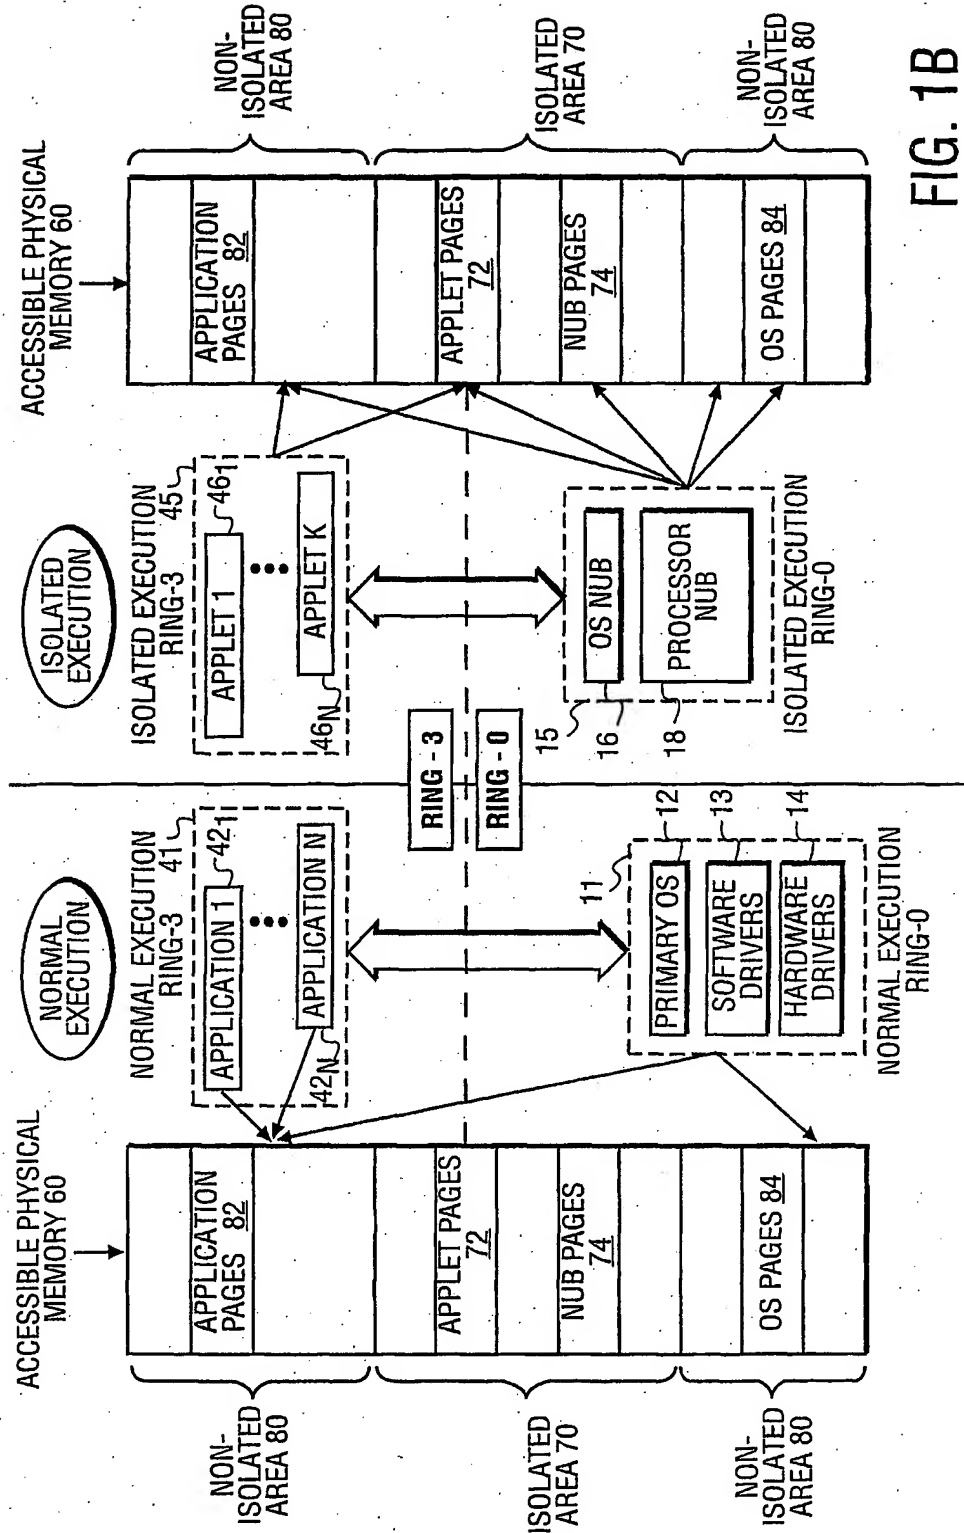 ACCESSIBLE PHYSICAL
MEMORY 60
NON-
ISOLATED
AREA 80
ISOLATED
AREA 70
NON-
ISOLATED
AREA 80
APPLICATION
PAGES 82
APPLET PAGES
72
NUB PAGES
74
OS PAGES 84
NORMAL
EXECUTION
NORMAL EXECUTION
RING-3
41
APPLICATION 1
42 1
APPLICATION N
42 N
11
PRIMARY OS
12
SOFTWARE
DRIVERS
13
HARDWARE
DRIVERS
14
NORMAL EXECUTION
RING-0
RING - 3
RING - 0
ISOLATED
EXECUTION
ISOLATED EXECUTION
RING-3
45
APPLET 1
46 1
APPLET K
46 N
15
OS NUB
16
PROCESSOR
NUB
18
ISOLATED EXECUTION
RING-0
ACCESSIBLE PHYSICAL
MEMORY 60
APPLICATION
PAGES 82
APPLET PAGES
72
NUB PAGES
74
OS PAGES 84
NON-
ISOLATED
AREA 80
ISOLATED
AREA 70
NON-
ISOLATED
AREA 80
FIG. 1B